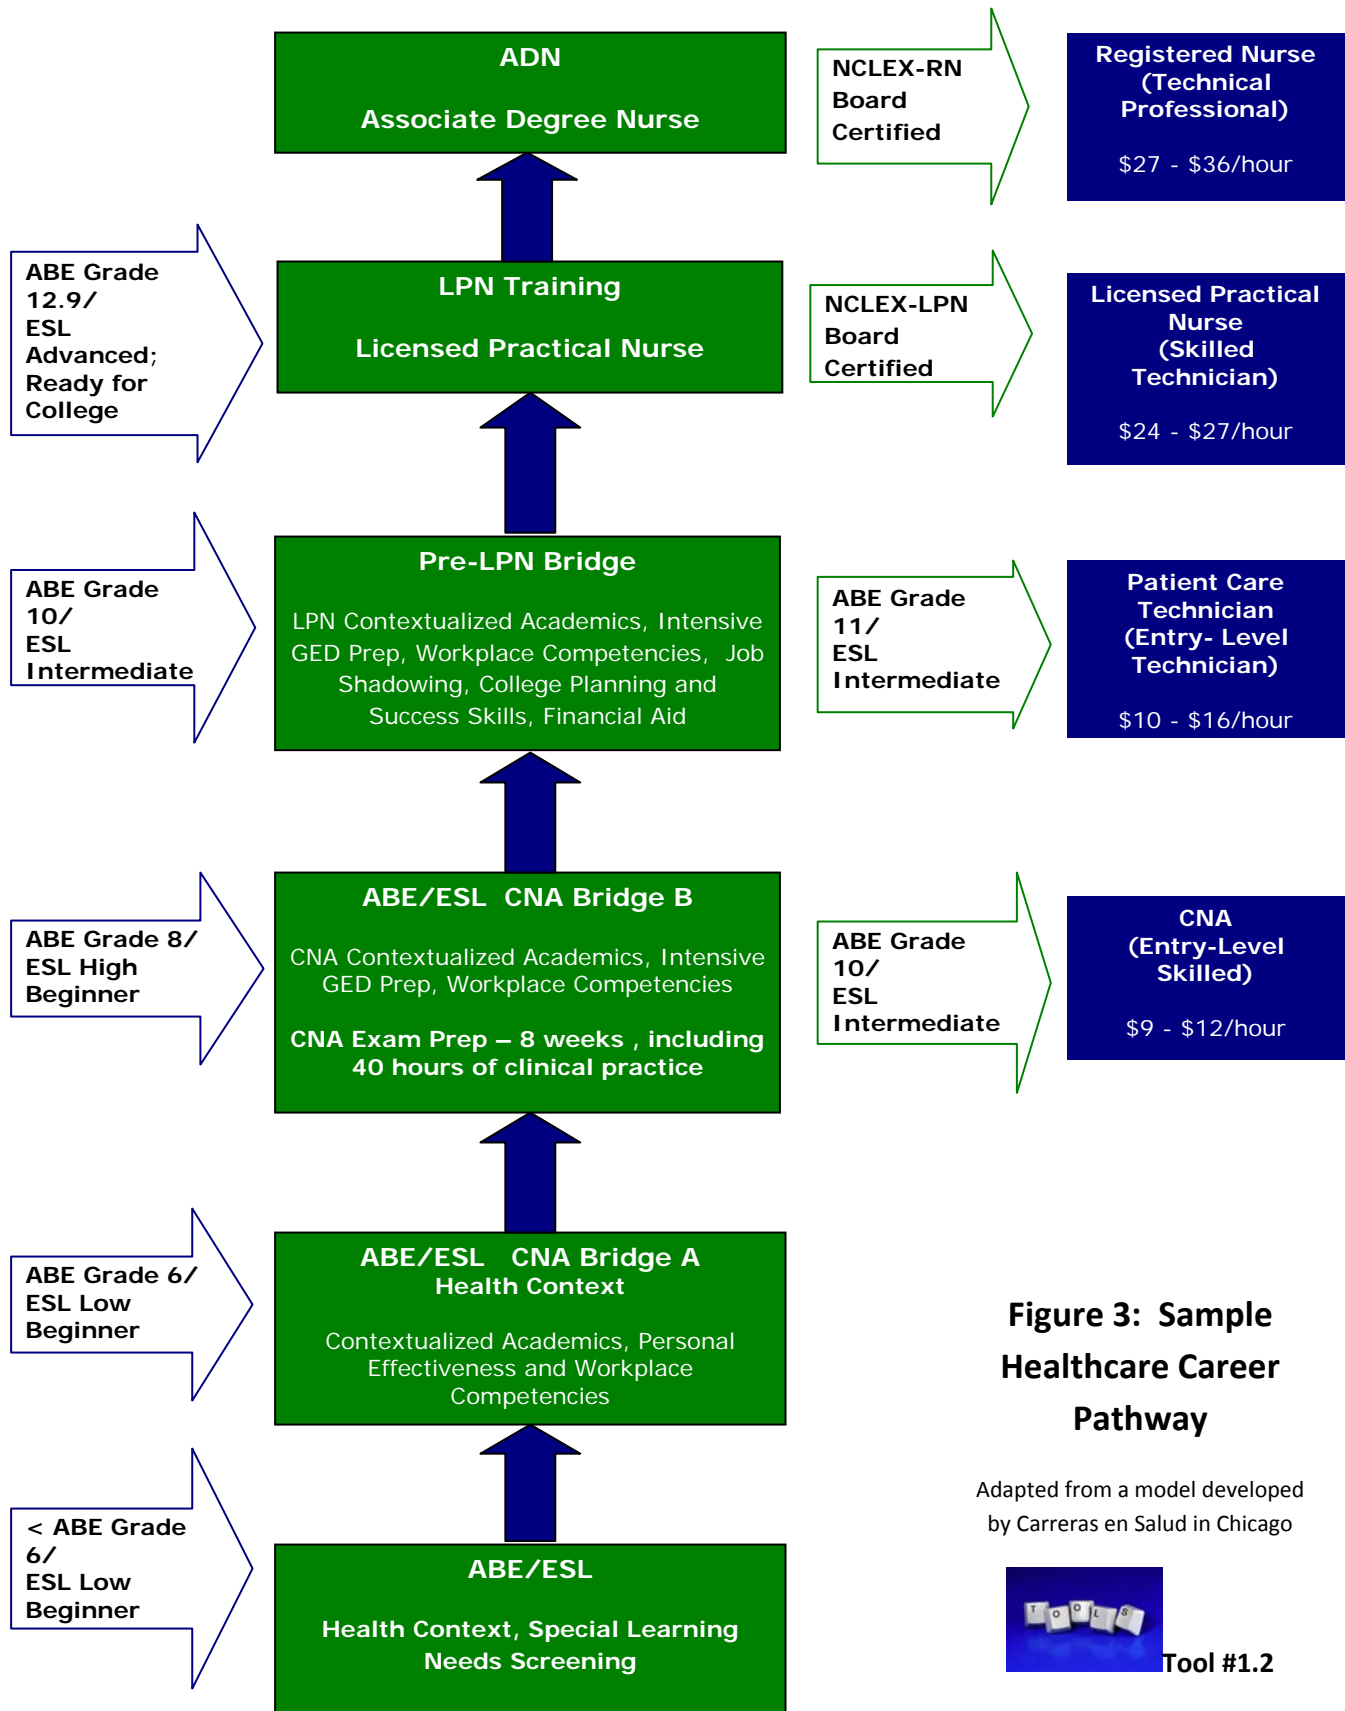 ADN
Associate Degree Nurse
NCLEX-RN
Board
Certified
Registered Nurse
(Technical
Professional)
$27 - $36/hour
ABE Grade
12.9/
ESL
Advanced;
Ready for
College
LPN Training
Licensed Practical Nurse
NCLEX-LPN
Board
Certified
Licensed Practical
Nurse
(Skilled
Technician)
$24 - $27/hour
ABE Grade
10/
ESL
Intermediate
Pre-LPN Bridge
LPN Contextualized Academics, Intensive
GED Prep, Workplace Competencies, Job
Shadowing, College Planning and
Success Skills, Financial Aid
ABE Grade
11/
ESL
Intermediate
Patient Care
Technician
(Entry- Level
Technician)
$10 - $16/hour
ABE Grade 8/
ESL High
Beginner
ABE/ESL CNA Bridge B
CNA Contextualized Academics, Intensive
GED Prep, Workplace Competencies
CNA Exam Prep – 8 weeks , including
40 hours of clinical practice
ABE Grade
10/
ESL
Intermediate
CNA
(Entry-Level
Skilled)
$9 - $12/hour
ABE Grade 6/
ESL Low
Beginner
ABE/ESL CNA Bridge A
Health Context
Contextualized Academics, Personal
Effectiveness and Workplace
Competencies
< ABE Grade
6/
ESL Low
Beginner
ABE/ESL
Health Context, Special Learning
Needs Screening
Figure 3: Sample
Healthcare Career
Pathway
Adapted from a model developed
by Carreras en Salud in Chicago
TOOLS
Tool #1.2